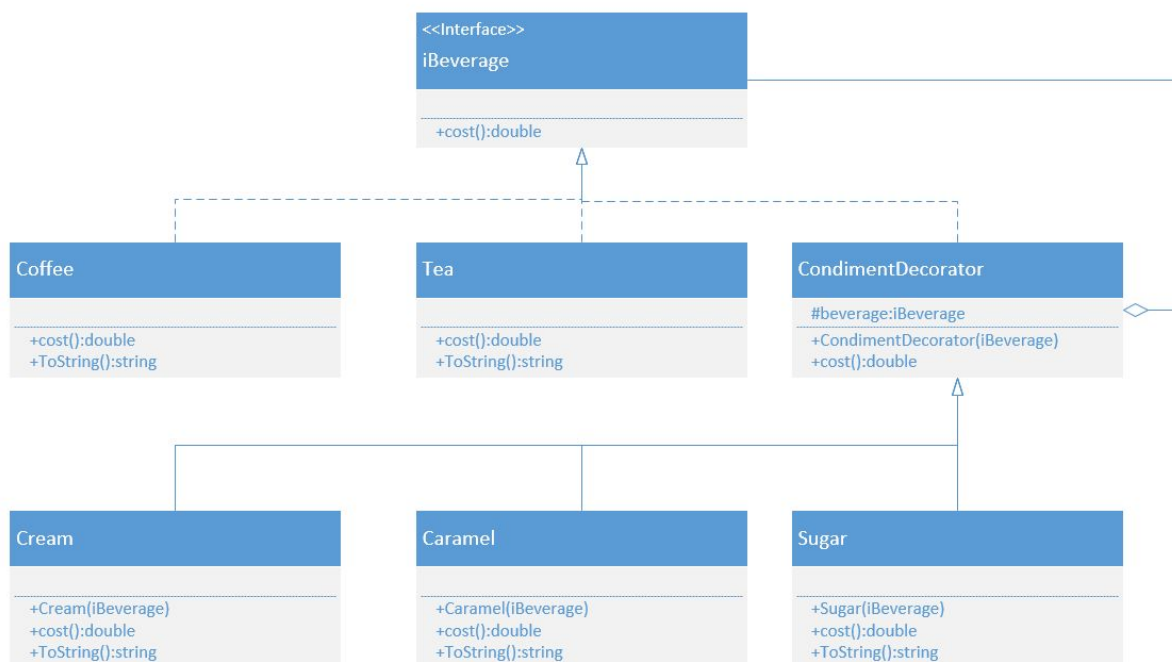 <<Interface>>
iBeverage
+cost():double
Coffee
+cost():double
+ToString():string
Tea
+cost():double
+ToString():string
CondimentDecorator
#beverage:iBeverage
+CondimentDecorator(iBeverage)
+cost():double
Cream
+Cream(iBeverage)
+cost():double
+ToString():string
Caramel
+Caramel(iBeverage)
+cost():double
+ToString():string
Sugar
+Sugar(iBeverage)
+cost():double
+ToString():string